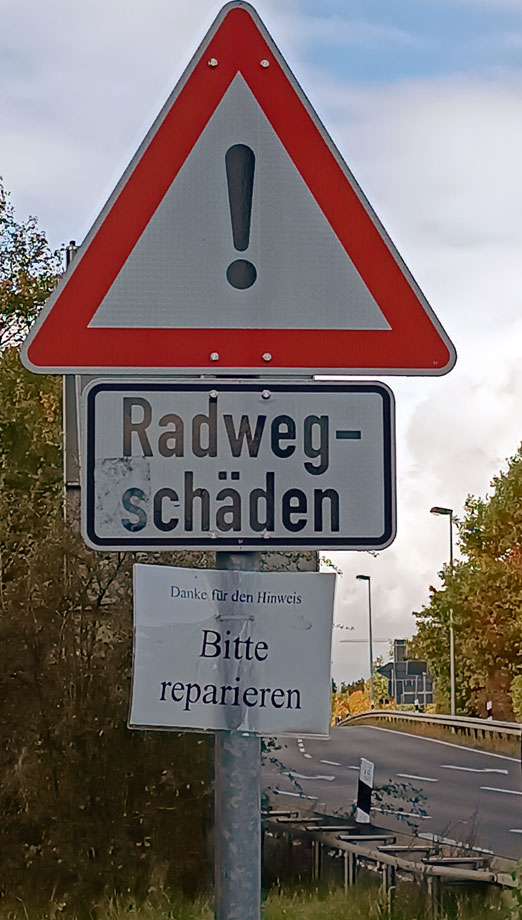 !
Radweg-
schäden
Danke für den Hinweis
Bitte
reparieren